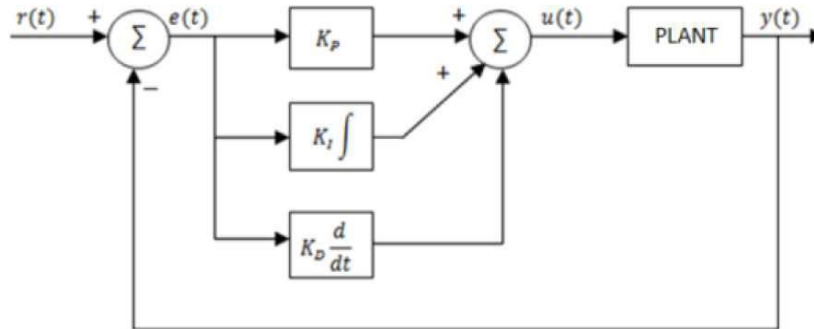 r(t) + Σ e(t) K_P + Σ u(t) PLANT y(t)
−
+
K_I ∫
K_D d/dt